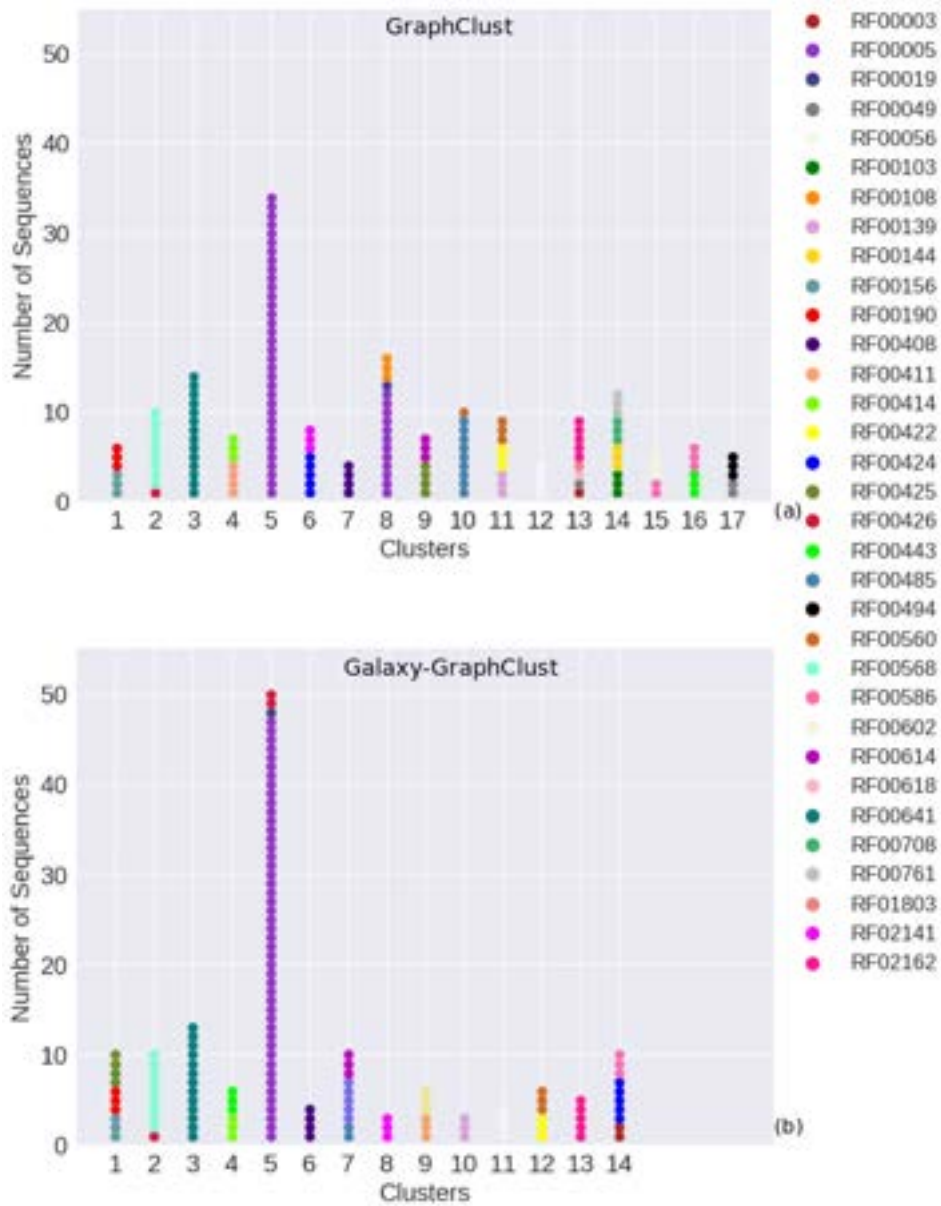 GraphClust
50
40
30
20
10
0
Number of Sequences
1 2 3 4 5 6 7 8 9 10 11 12 13 14 15 16 17
Clusters
(a)
RF00003
RF00005
RF00019
RF00049
RF00056
RF00103
RF00108
RF00139
RF00144
RF00156
RF00190
RF00408
RF00411
RF00414
RF00422
RF00424
RF00425
RF00426
RF00443
RF00485
RF00494
RF00560
RF00568
RF00586
RF00602
RF00614
RF00618
RF00641
RF00708
RF00761
RF01803
RF02141
RF02162
Galaxy-GraphClust
50
40
30
20
10
0
Number of Sequences
1 2 3 4 5 6 7 8 9 10 11 12 13 14
Clusters
(b)